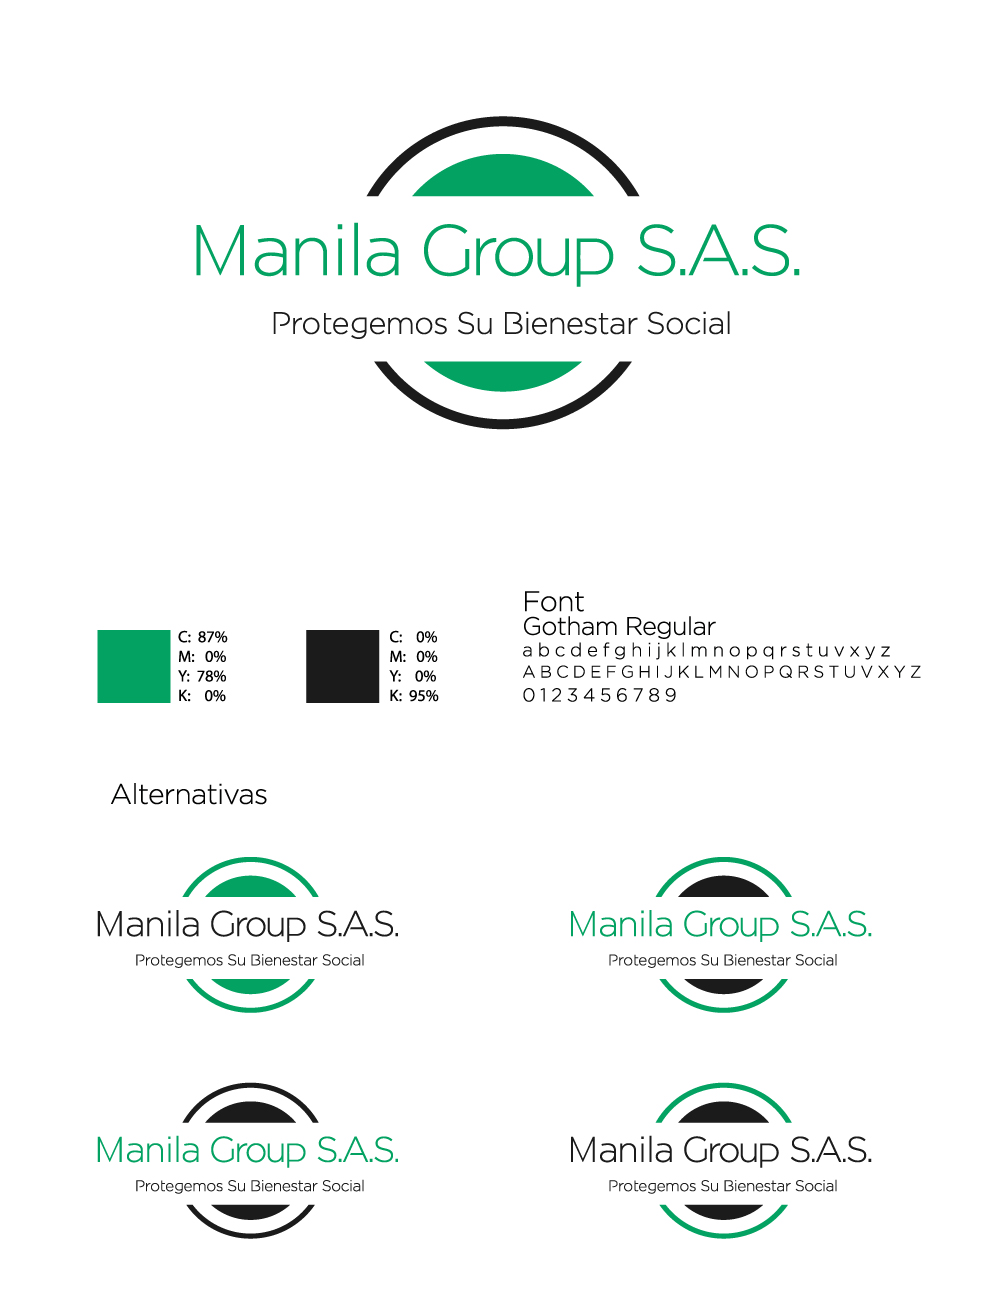 Manila Group S.A.S.
Protegemos Su Bienestar Social
C: 87%
M: 0%
Y: 78%
K: 0%
C: 0%
M: 0%
Y: 0%
K: 95%
Font
Gotham Regular
a b c d e f g h i j k l m n o p q r s t u v x y z
A B C D E F G H I J K L M N O P Q R S T U V X Y Z
0 1 2 3 4 5 6 7 8 9
Alternativas
Manila Group S.A.S.
Protegemos Su Bienestar Social
Manila Group S.A.S.
Protegemos Su Bienestar Social
Manila Group S.A.S.
Protegemos Su Bienestar Social
Manila Group S.A.S.
Protegemos Su Bienestar Social